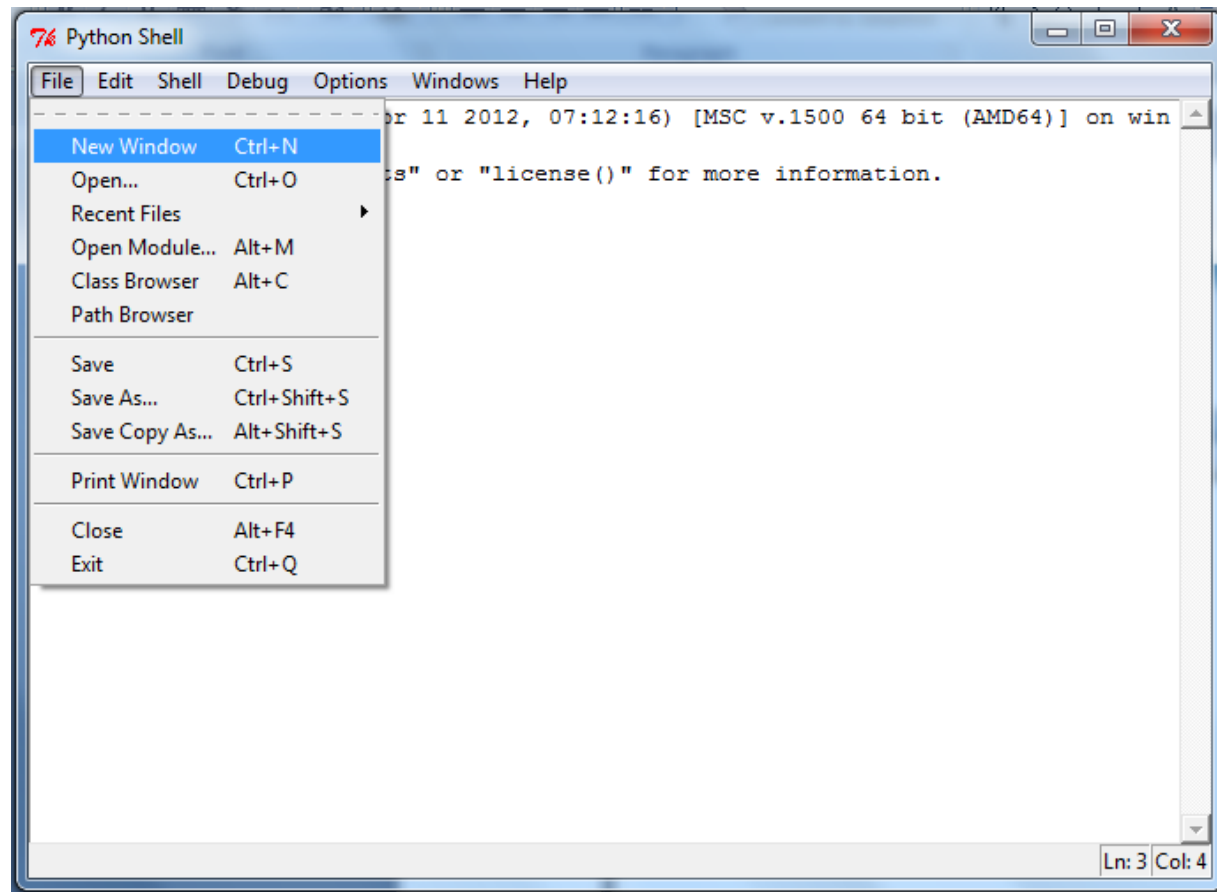 Python Shell
File Edit Shell Debug Options Windows Help
r 11 2012, 07:12:16) [MSC v.1500 64 bit (AMD64)] on win
New Window Ctrl+N
Open... Ctrl+O
s" or "license()" for more information.
Recent Files
Open Module... Alt+M
Class Browser Alt+C
Path Browser
Save Ctrl+S
Save As... Ctrl+Shift+S
Save Copy As... Alt+Shift+S
Print Window Ctrl+P
Close Alt+F4
Exit Ctrl+Q
Ln: 3 Col: 4